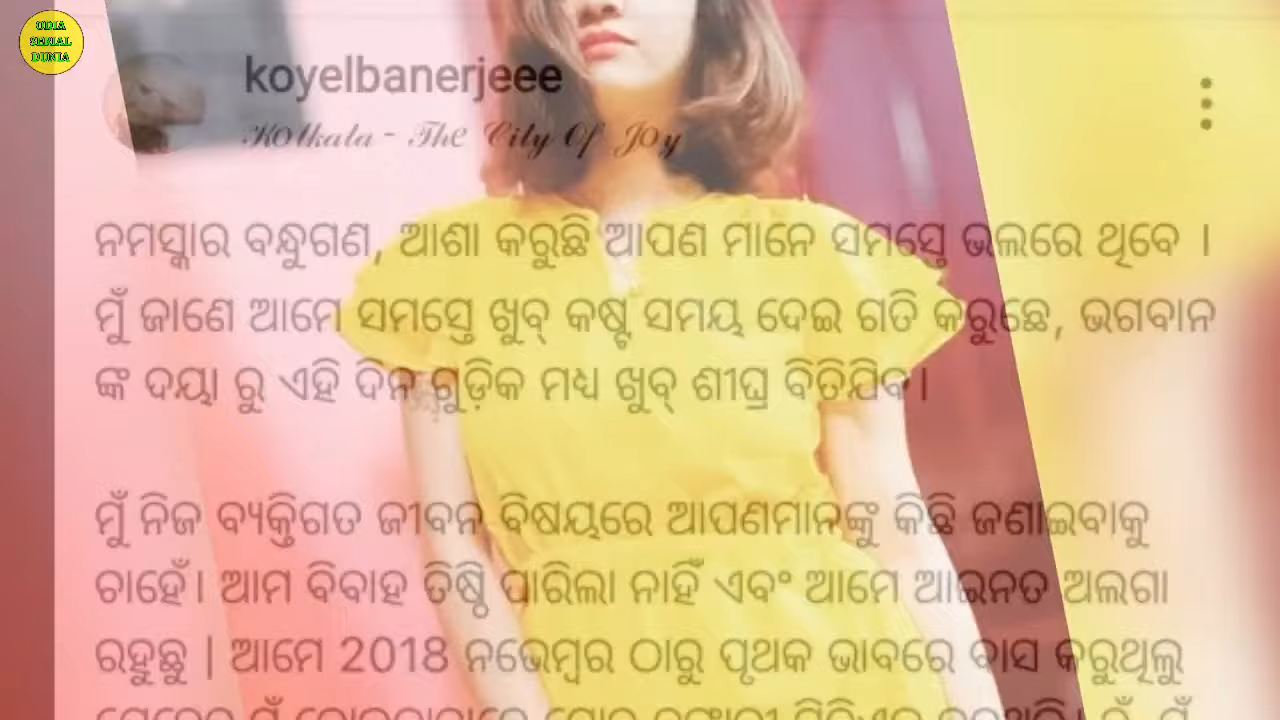 ODIA
SERIAL
DUNIA
koyelbanerjeee
Kolkata - The City Of Joy
ନମସ୍କାର ବନ୍ଧୁଗଣ, ଆଶା କରୁଛି ଆପଣ ମାନେ ସମସ୍ତେ ଭଲରେ ଥିବେ ।
ମୁଁ ଜାଣେ ଆମେ ସମସ୍ତେ ଖୁବ୍ କଷ୍ଟ ସମୟ ଦେଇ ଗତି କରୁଛେ, ଭଗବାନ
ଙ୍କ ଦୟା ରୁ ଏହି ଦିନ ଗୁଡ଼ିକ ମଧ୍ୟ ଖୁବ୍ ଶୀଘ୍ର ବିତିଯିବ।
ମୁଁ ନିଜ ବ୍ୟକ୍ତିଗତ ଜୀବନ ବିଷୟରେ ଆପଣମାନଙ୍କୁ କିଛି ଜଣାଇବାକୁ
ଚାହେଁ। ଆମ ବିବାହ ତିଷ୍ଠି ପାରିଲା ନାହିଁ ଏବଂ ଆମେ ଆଇନତ ଅଲଗା
ରହୁଛୁ | ଆମେ 2018 ନଭେମ୍ବର ଠାରୁ ପୃଥକ ଭାବରେ ବାସ କରୁଥିଲୁ